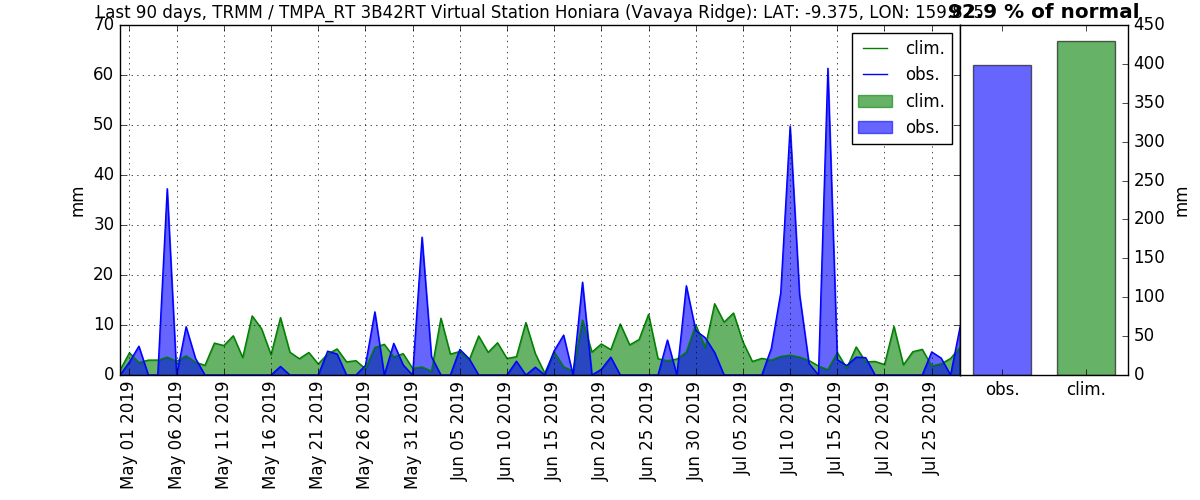 Last 90 days, TRMM / TMPA_RT 3B42RT Virtual Station Honiara (Vavaya Ridge): LAT: -9.375, LON:
92.9 % of normal
70
60
50
40
30
20
10
0
mm
clim.
obs.
clim.
obs.
450
400
350
300
250
200
150
100
50
0
mm
obs.
clim.
May 01 2019
May 06 2019
May 11 2019
May 16 2019
May 21 2019
May 26 2019
May 31 2019
Jun 05 2019
Jun 10 2019
Jun 15 2019
Jun 20 2019
Jun 25 2019
Jun 30 2019
Jul 05 2019
Jul 10 2019
Jul 15 2019
Jul 20 2019
Jul 25 2019